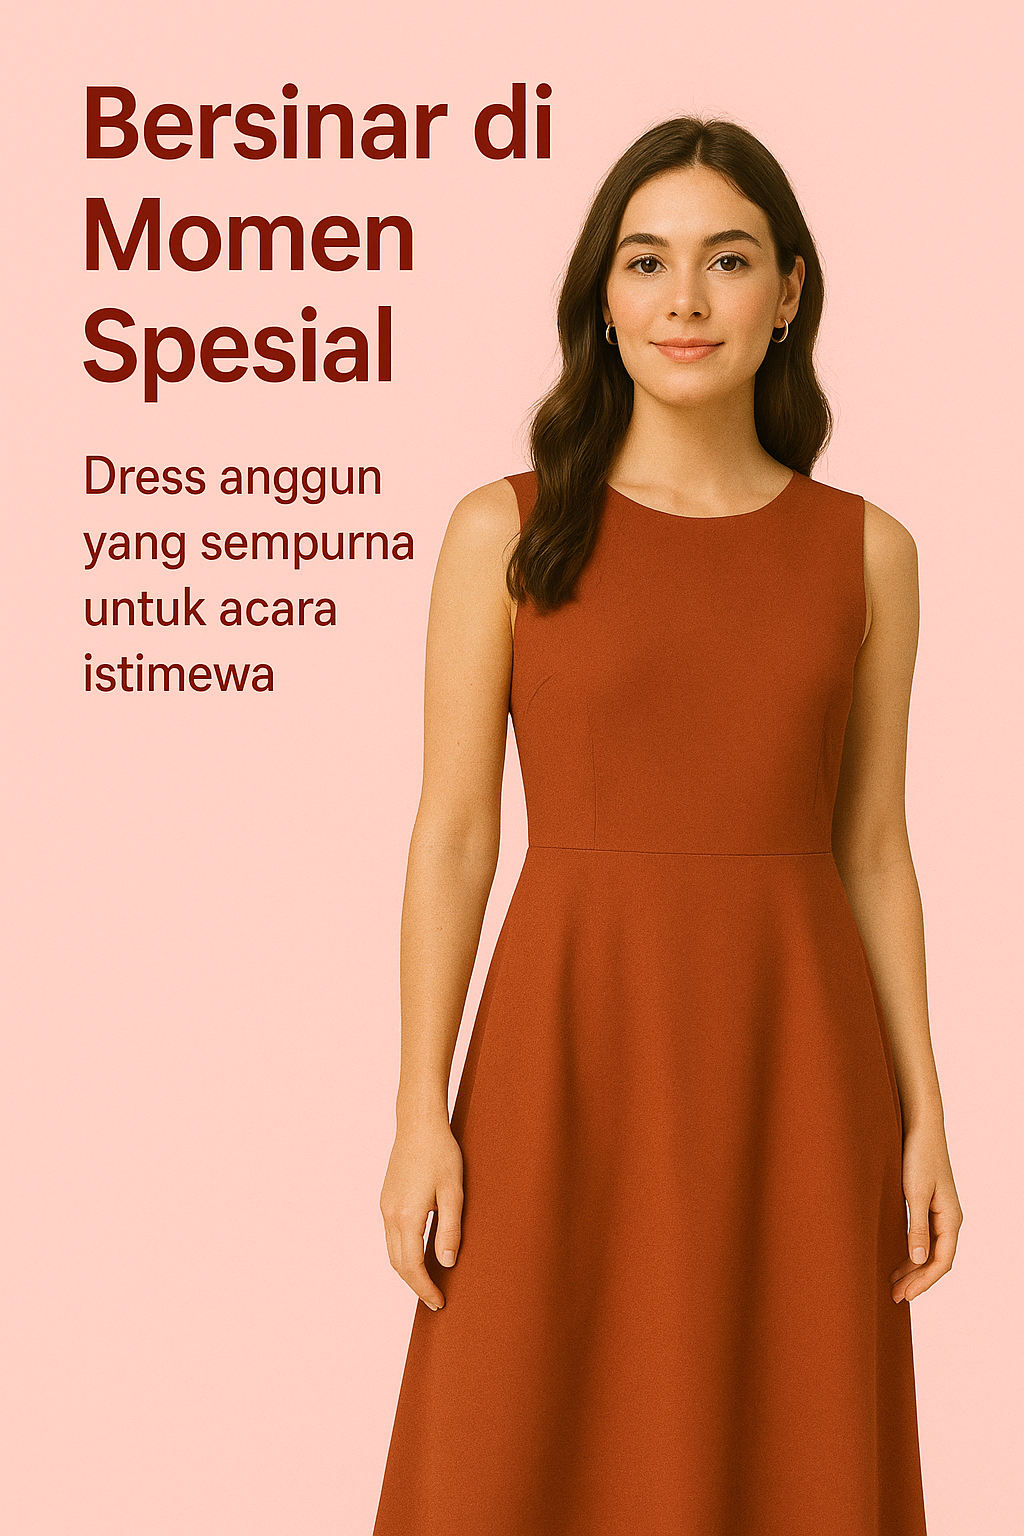 Bersinar di
Momen
Spesial
Dress anggun
yang sempurna
untuk acara
istimewa